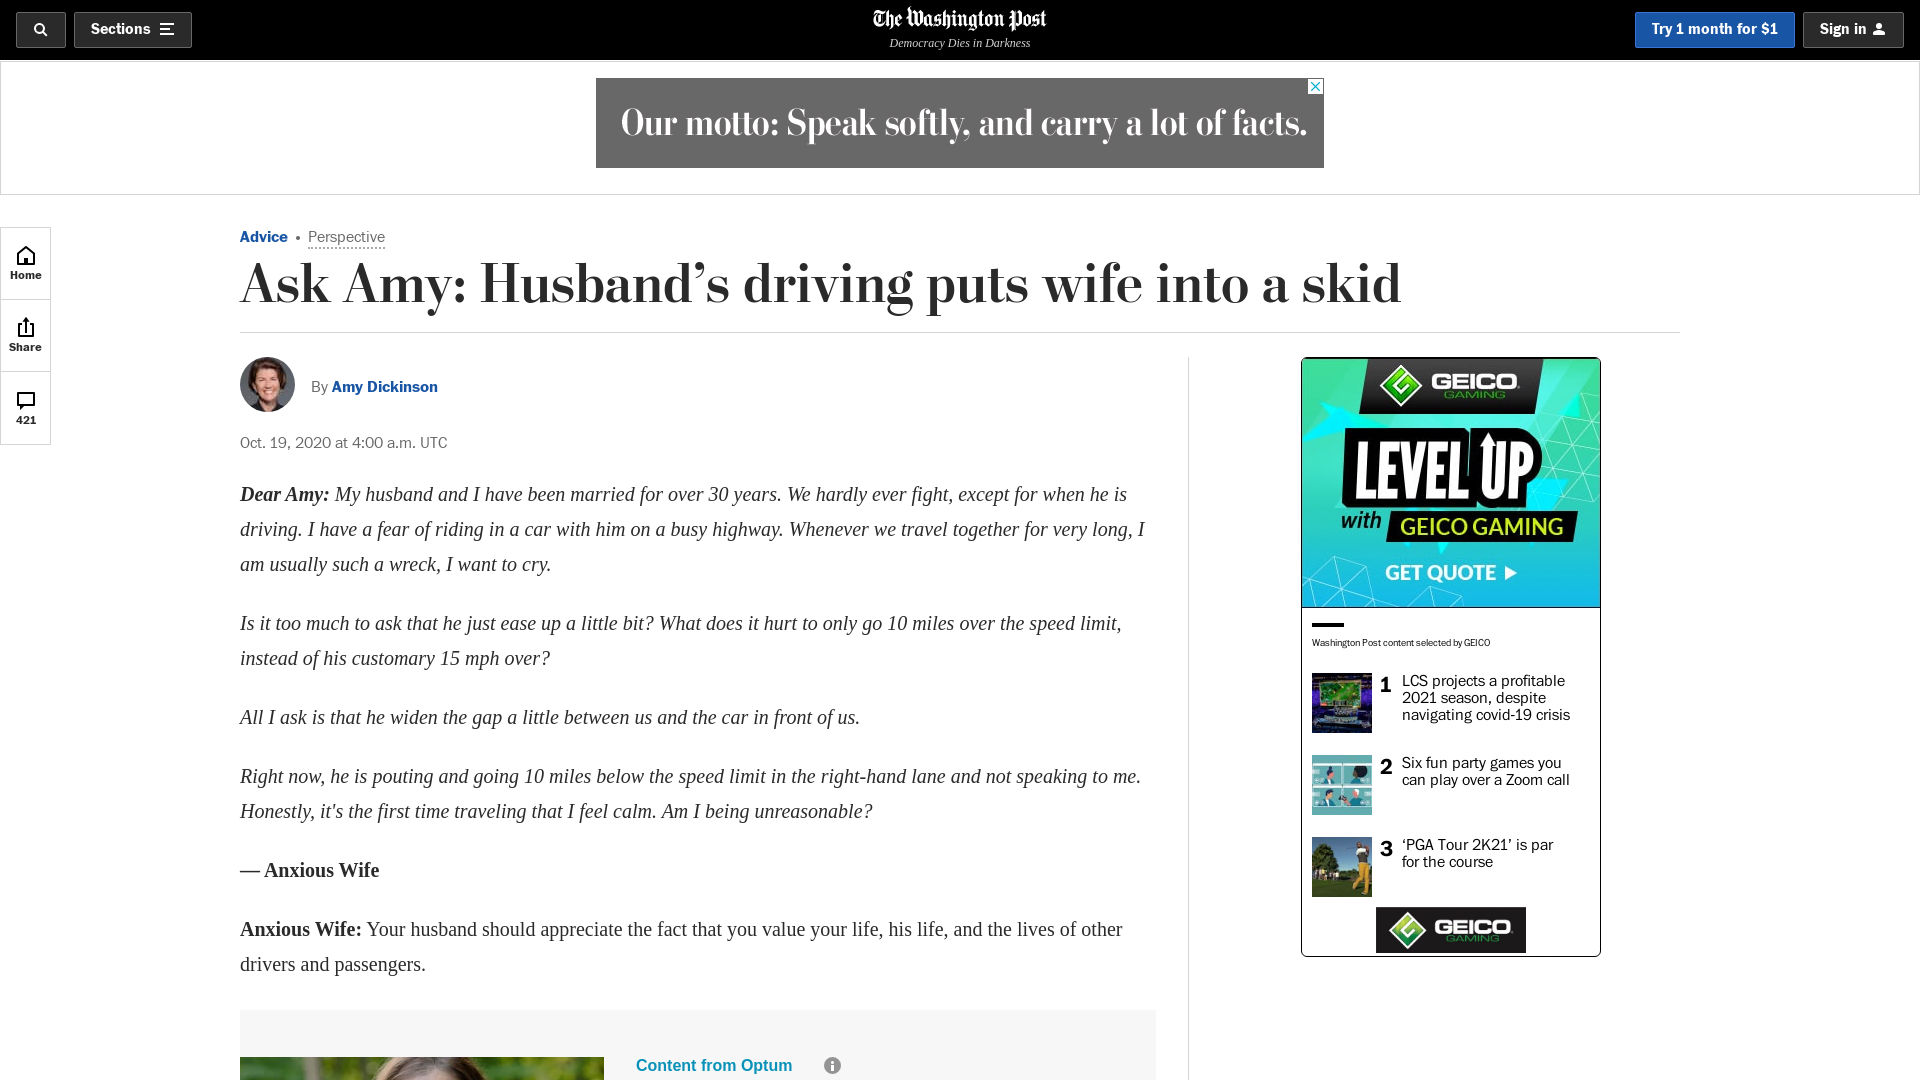 Sections
The Washington Post
Democracy Dies in Darkness
Try 1 month for $1
Sign in
Our motto: Speak softly, and carry a lot of facts.
Home
Share
421
Advice • Perspective
Ask Amy: Husband’s driving puts wife into a skid
By Amy Dickinson
Oct. 19, 2020 at 4:00 a.m. UTC
Dear Amy: My husband and I have been married for over 30 years. We hardly ever fight, except for when he is
driving. I have a fear of riding in a car with him on a busy highway. Whenever we travel together for very long, I
am usually such a wreck, I want to cry.
Is it too much to ask that he just ease up a little bit? What does it hurt to only go 10 miles over the speed limit,
instead of his customary 15 mph over?
All I ask is that he widen the gap a little between us and the car in front of us.
Right now, he is pouting and going 10 miles below the speed limit in the right-hand lane and not speaking to me.
Honestly, it's the first time traveling that I feel calm. Am I being unreasonable?
— Anxious Wife
Anxious Wife: Your husband should appreciate the fact that you value your life, his life, and the lives of other
drivers and passengers.
Content from Optum
GEICO
GAMING
LEVEL UP
with GEICO GAMING
GET QUOTE
Washington Post content selected by GEICO
1 LCS projects a profitable
2021 season, despite
navigating covid-19 crisis
2 Six fun party games you
can play over a Zoom call
3 ‘PGA Tour 2K21’ is par
for the course
GEICO
GAMING